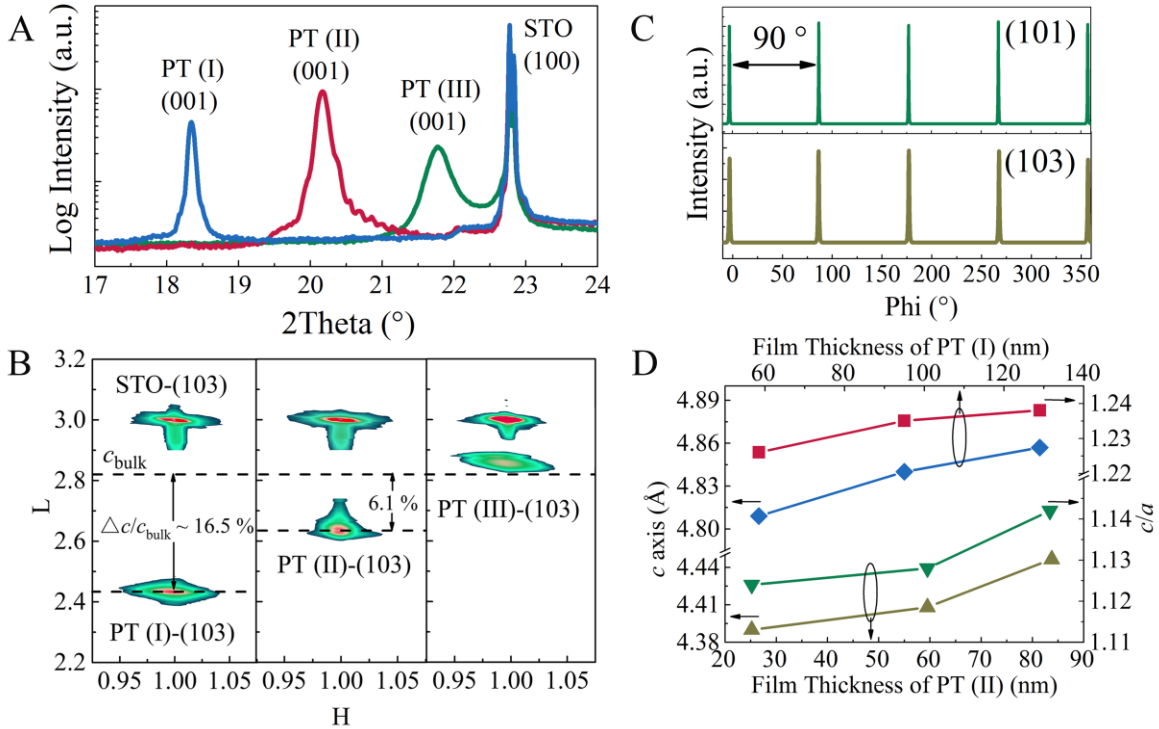 A
Log Intensity (a.u.)
PT (I)
(001)
PT (II)
(001)
PT (III)
(001)
STO
(100)
17 18 19 20 21 22 23 24
2Theta (°)
C
Intensity (a.u.)
90 °
(101)
(103)
0 50 100 150 200 250 300 350
Phi (°)
B
L
3.2
3.0
2.8
2.6
2.4
2.2
STO-(103)
c bulk
△c/c bulk ~ 16.5 %
PT (I)-(103)
6.1 %
PT (II)-(103)
PT (III)-(103)
0.95 1.00 1.05 0.95 1.00 1.05 0.95 1.00 1.05
H
D
Film Thickness of PT (I) (nm)
60 80 100 120 140
c axis (Å)
4.89
4.86
4.83
4.80
4.44
4.41
4.38
1.24
1.23
1.22
1.14
1.13
1.12
1.11
c/a
20 30 40 50 60 70 80 90
Film Thickness of PT (II) (nm)